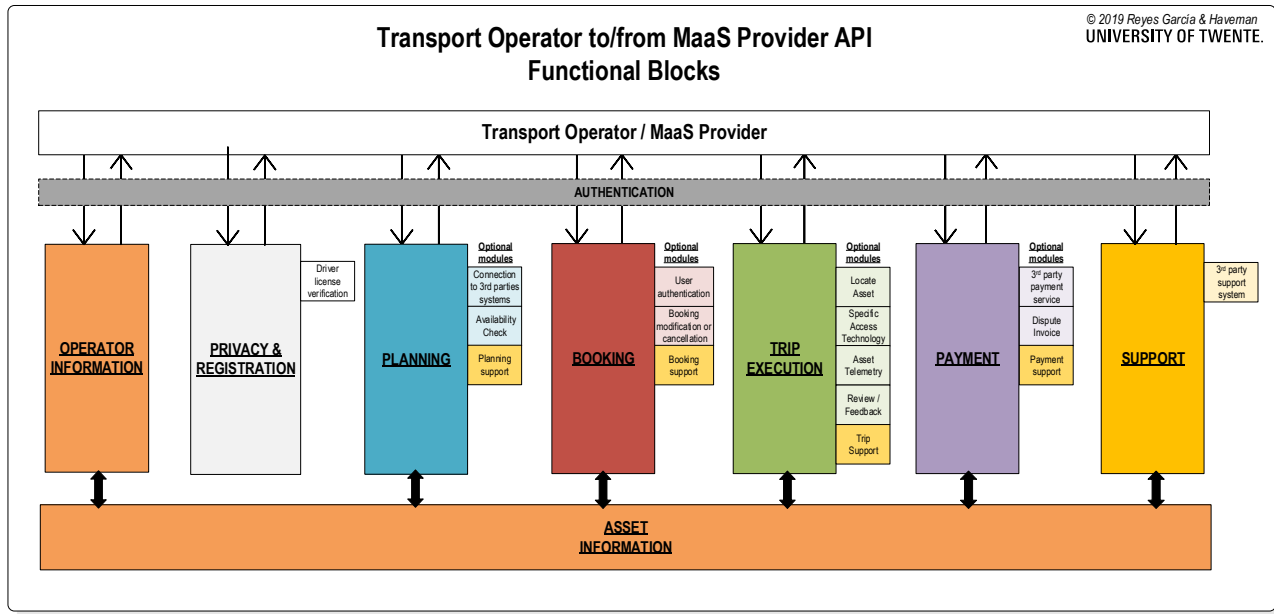 © 2019 Reyes García & Haveman
UNIVERSITY OF TWENTE.
Transport Operator to/from MaaS Provider API
Functional Blocks
Transport Operator / MaaS Provider
AUTHENTICATION
OPERATOR
INFORMATION
PRIVACY &
REGISTRATION
Driver
license
verification
PLANNING
Optional
modules
Connection
to 3rd parties
systems
Availability
Check
Planning
support
BOOKING
Optional
modules
User
authentication
Booking
modification or
cancellation
Booking
support
TRIP
EXECUTION
Optional
modules
Locate
Asset
Specific
Access
Technology
Asset
Telemetry
Review /
Feedback
Trip
Support
PAYMENT
Optional
modules
3rd party
payment
service
Dispute
Invoice
Payment
support
SUPPORT
3rd party
support
system
ASSET
INFORMATION